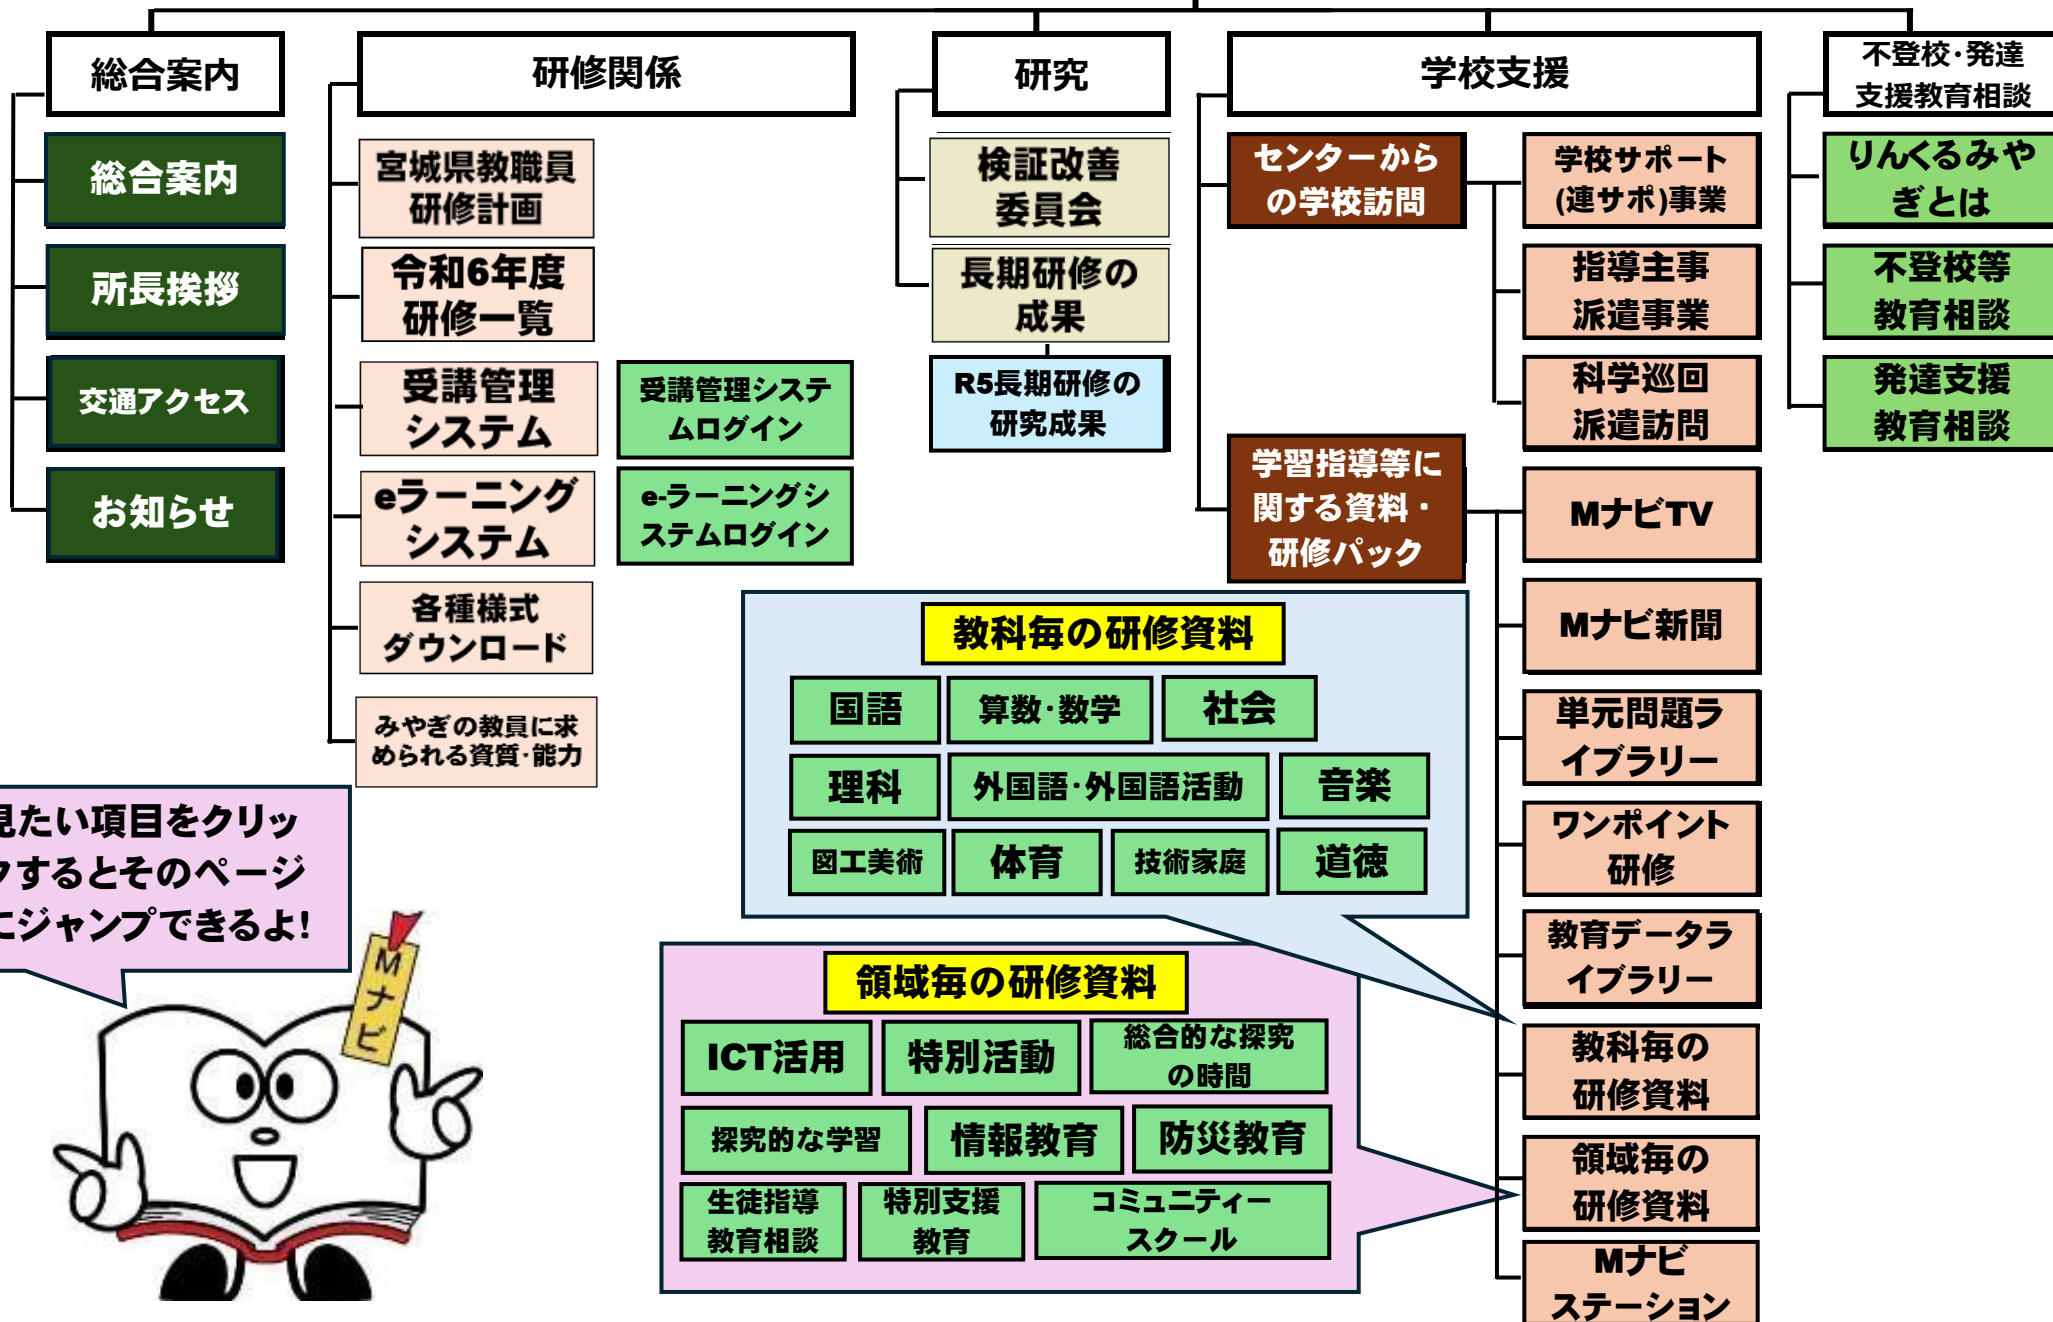 総合案内
総合案内
所長挨拶
交通アクセス
お知らせ
研修関係
宮城県教職員
研修計画
令和6年度
研修一覧
受講管理
システム
受講管理システ
ムログイン
eラーニング
システム
e-ラーニングシ
ステムログイン
各種様式
ダウンロード
みやぎの教員に求
められる資質・能力
研究
検証改善
委員会
長期研修の
成果
R5長期研修の
研究成果
学校支援
センターから
の学校訪問
学校サポート
(連サポ)事業
指導主事
派遣事業
科学巡回
派遣訪問
学習指導等に
関する資料・
研修パック
MナビTV
Mナビ新聞
単元問題ラ
イブラリー
ワンポイント
研修
教育データラ
イブラリー
教科毎の
研修資料
領域毎の
研修資料
Mナビ
ステーション
不登校・発達
支援教育相談
りんくるみや
ぎとは
不登校等
教育相談
発達支援
教育相談
教科毎の研修資料
国語
算数・数学
社会
理科
外国語・外国語活動
音楽
図工美術
体育
技術家庭
道徳
領域毎の研修資料
ICT活用
特別活動
総合的な探究
の時間
探究的な学習
情報教育
防災教育
生徒指導
教育相談
特別支援
教育
コミュニティー
スクール
見たい項目をクリッ
クするとそのページ
にジャンプできるよ!
Mナビ